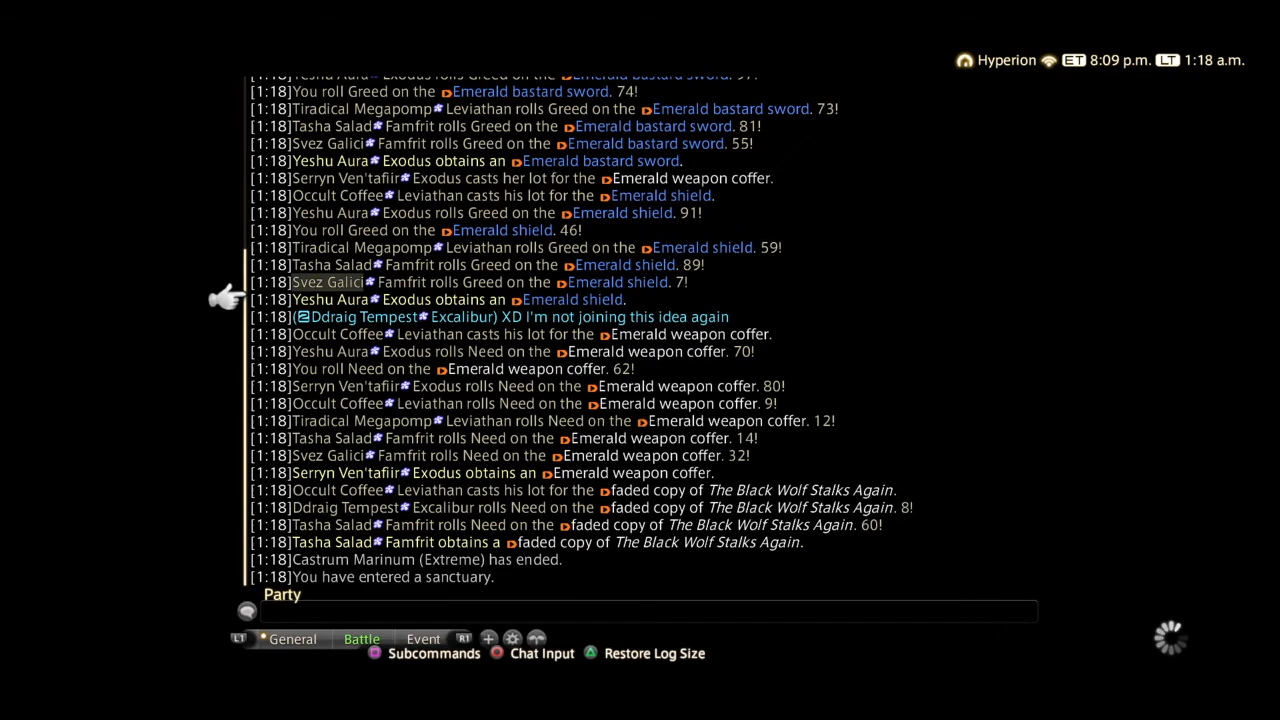 Hyperion ET 8:09 p.m. LT 1:18 a.m.
[1:18]Yeshu Aura Exodus rolls Greed on the Emerald bastard sword. 97!
[1:18]You roll Greed on the Emerald bastard sword. 74!
[1:18]Tiradical Megapomp Leviathan rolls Greed on the Emerald bastard sword. 73!
[1:18]Tasha Salad Famfrit rolls Greed on the Emerald bastard sword. 81!
[1:18]Svez Galici Famfrit rolls Greed on the Emerald bastard sword. 55!
[1:18]Yeshu Aura Exodus obtains an Emerald bastard sword.
[1:18]Serryn Ven'tafiir Exodus casts her lot for the Emerald weapon coffer.
[1:18]Occult Coffee Leviathan casts his lot for the Emerald shield.
[1:18]Yeshu Aura Exodus rolls Greed on the Emerald shield. 91!
[1:18]You roll Greed on the Emerald shield. 46!
[1:18]Tiradical Megapomp Leviathan rolls Greed on the Emerald shield. 59!
[1:18]Tasha Salad Famfrit rolls Greed on the Emerald shield. 89!
[1:18]Svez Galici Famfrit rolls Greed on the Emerald shield. 7!
[1:18]Yeshu Aura Exodus obtains an Emerald shield.
[1:18](2 Ddraig Tempest Excalibur) XD I'm not joining this idea again
[1:18]Occult Coffee Leviathan casts his lot for the Emerald weapon coffer.
[1:18]Yeshu Aura Exodus rolls Need on the Emerald weapon coffer. 70!
[1:18]You roll Need on the Emerald weapon coffer. 62!
[1:18]Serryn Ven'tafiir Exodus rolls Need on the Emerald weapon coffer. 80!
[1:18]Occult Coffee Leviathan rolls Need on the Emerald weapon coffer. 9!
[1:18]Tiradical Megapomp Leviathan rolls Need on the Emerald weapon coffer. 12!
[1:18]Tasha Salad Famfrit rolls Need on the Emerald weapon coffer. 14!
[1:18]Svez Galici Famfrit rolls Need on the Emerald weapon coffer. 32!
[1:18]Serryn Ven'tafiir Exodus obtains an Emerald weapon coffer.
[1:18]Occult Coffee Leviathan casts his lot for the faded copy of The Black Wolf Stalks Again.
[1:18]Ddraig Tempest Excalibur rolls Need on the faded copy of The Black Wolf Stalks Again. 8!
[1:18]Tasha Salad Famfrit rolls Need on the faded copy of The Black Wolf Stalks Again. 60!
[1:18]Tasha Salad Famfrit obtains a faded copy of The Black Wolf Stalks Again.
[1:18]Castrum Marinum (Extreme) has ended.
[1:18]You have entered a sanctuary.
Party
L1 General Battle Event R1
Subcommands Chat Input Restore Log Size